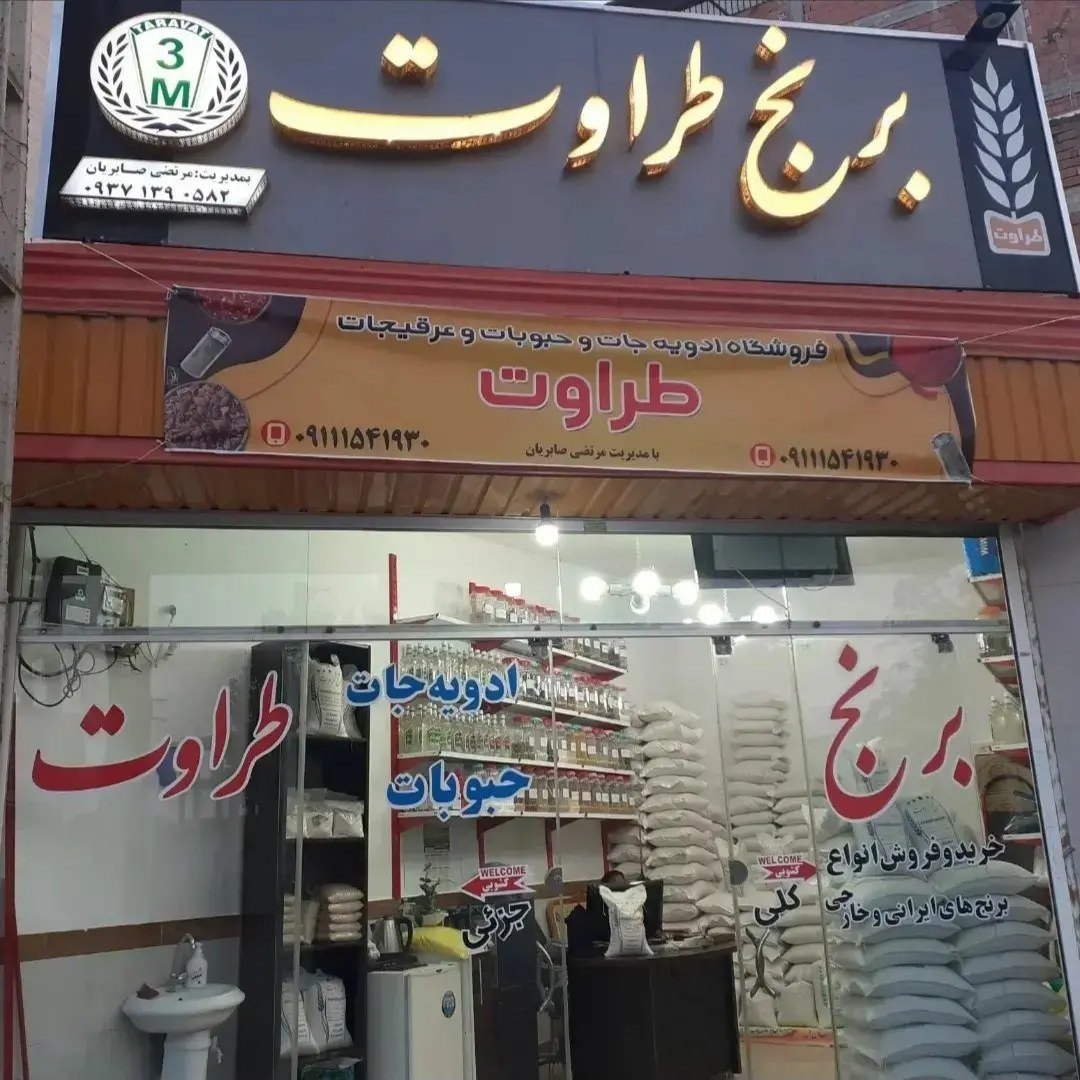 برنج طراوت
TARAVAT
3
M
بمدیریت: مرتضی صابریان
۰۹۳۷ ۱۳۹ ۰۵۸۲
طراوت
فروشگاه ادویه جات و حبوبات و عرقیجات
طراوت
۰۹۱۱۱۵۴۱۹۳۰
با مدیریت مرتضی صابریان
۰۹۱۱۱۵۴۱۹۳۰
برنج
طراوت
ادویه جات
حبوبات
خرید و فروش انواع
برنج های ایرانی و خارجی
WELCOME
کشویی
کلی
WELCOME
کشویی
جزئی